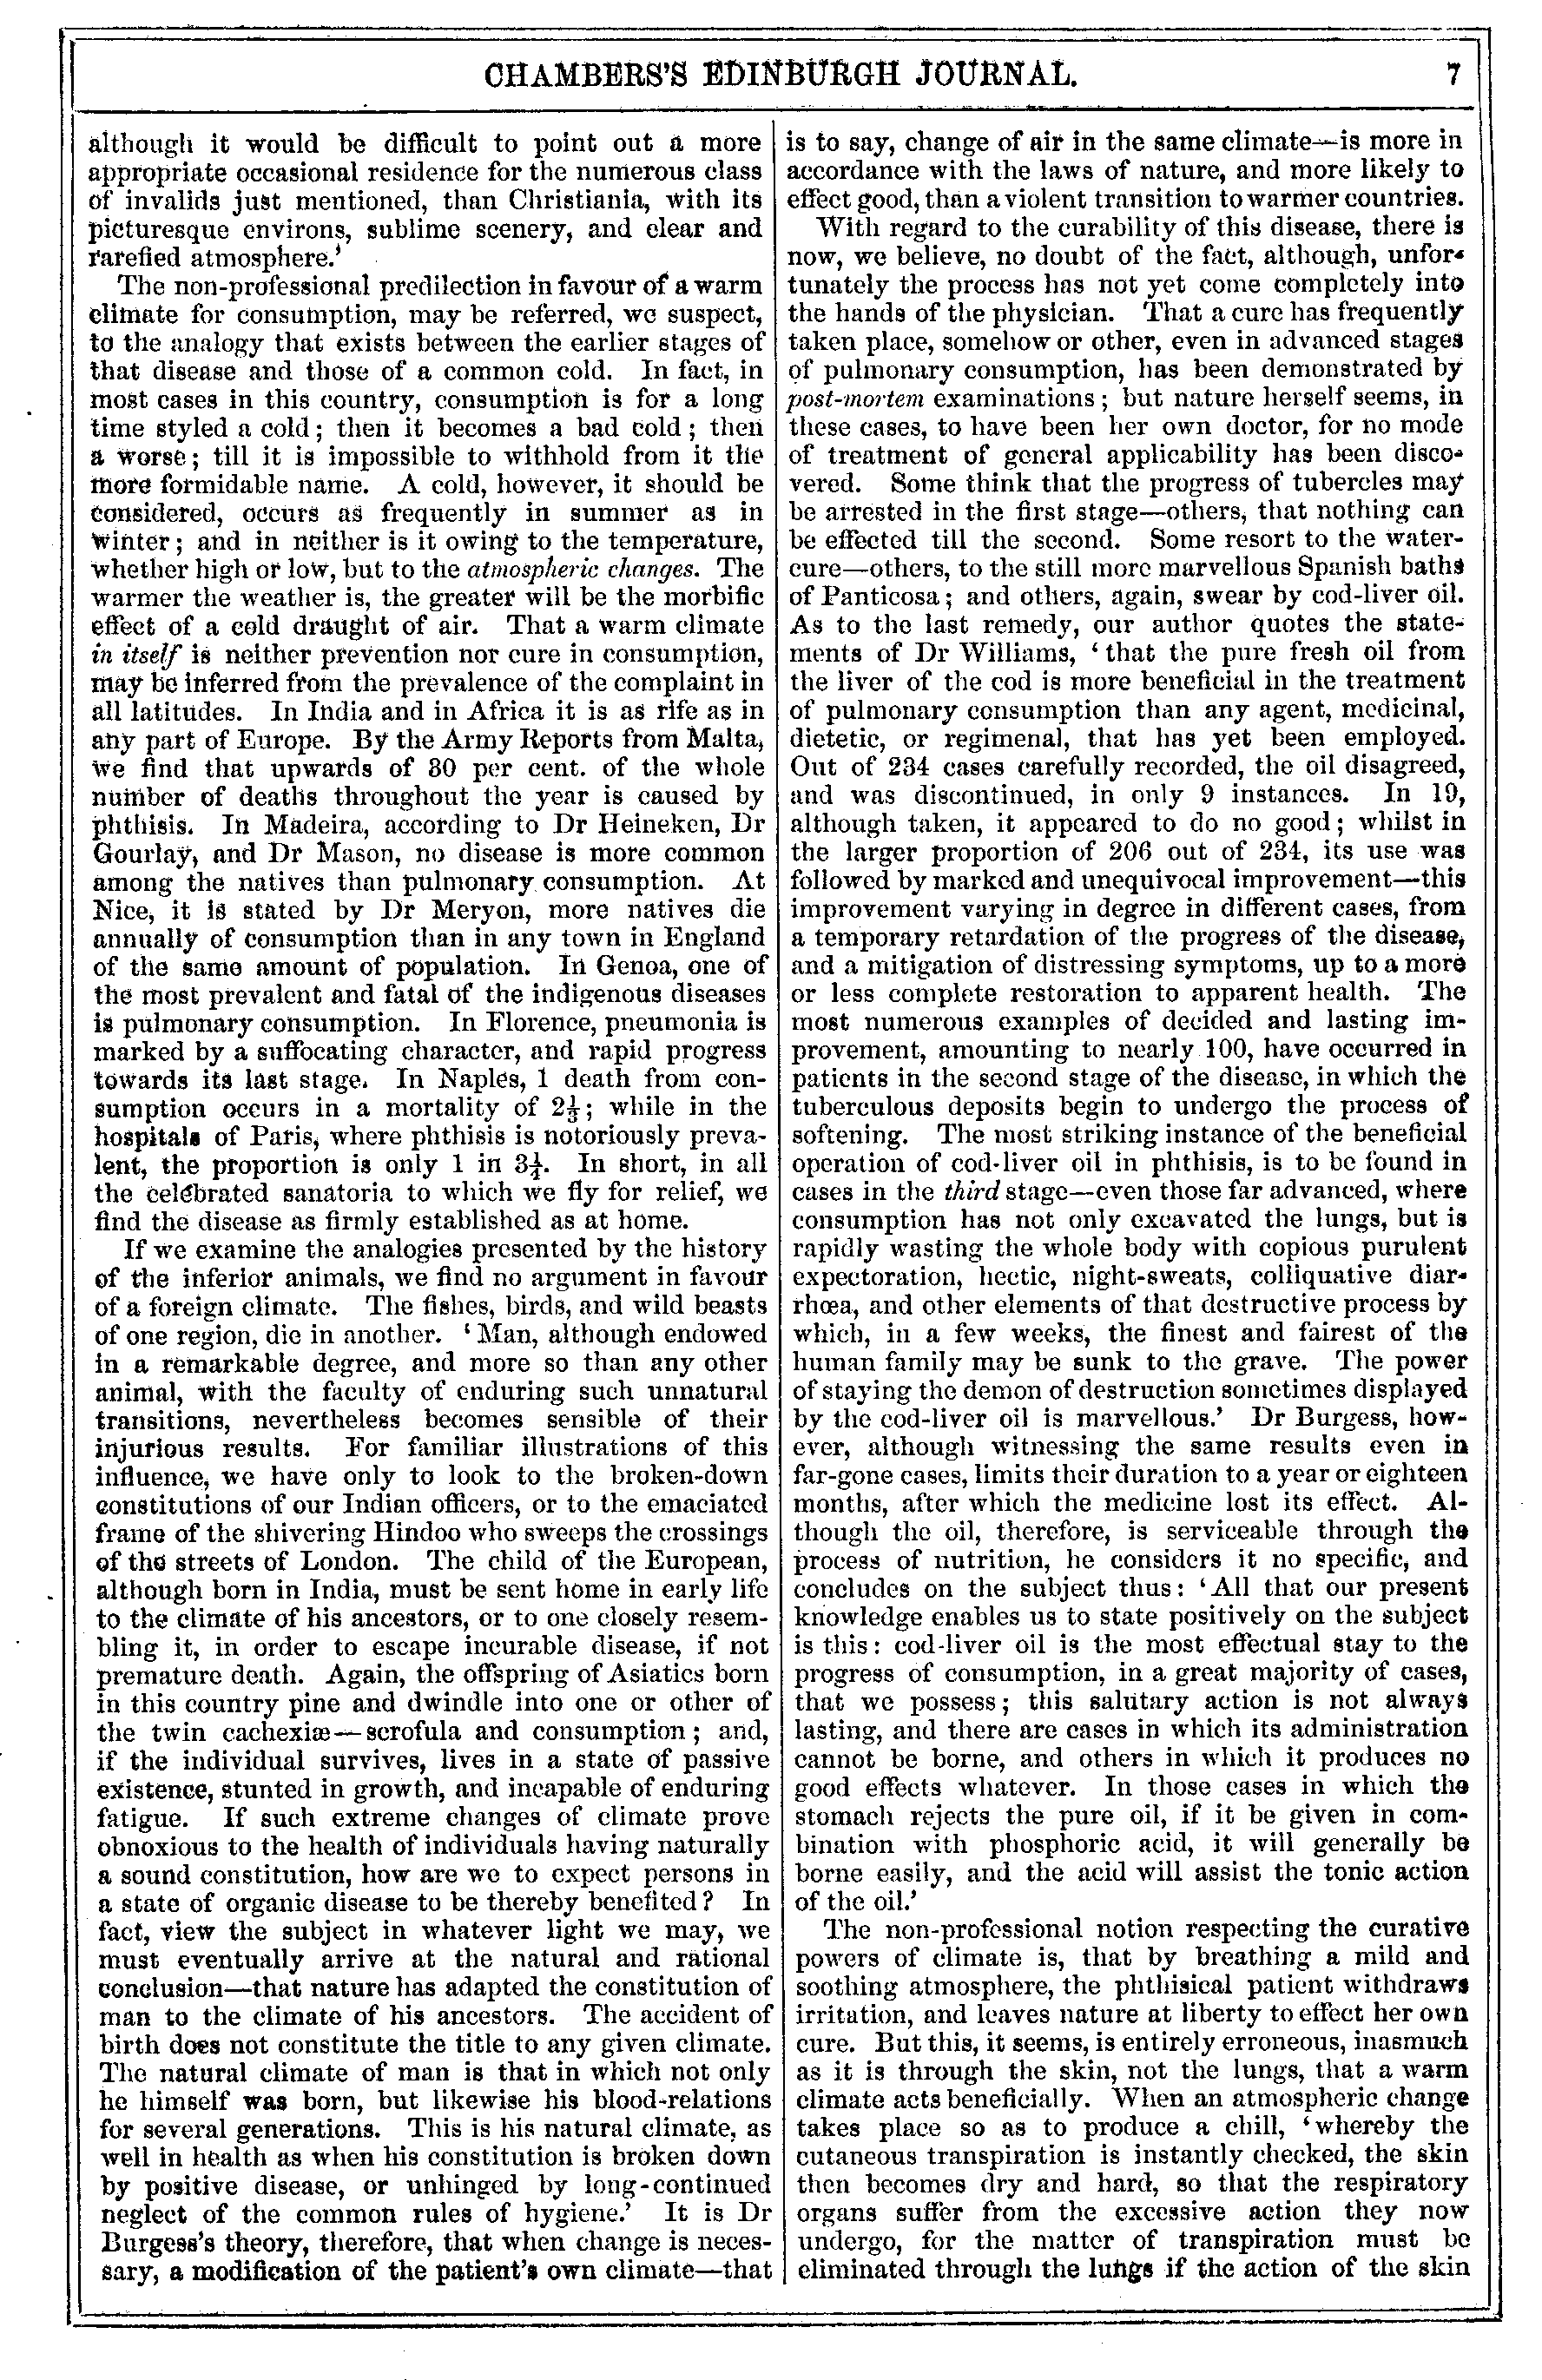 CHAMBERS'S EDINBURGH JOURNAL. 7
although it would be difficult to point out a more
appropriate occasional residence for the numerous class
of invalids just mentioned, than Christiania, with its
picturesque environs, sublime scenery, and clear and
rarefied atmosphere.'
The non-professional predilection in favour of a warm
climate for consumption, may be referred, we suspect,
to the analogy that exists between the earlier stages of
that disease and those of a common cold. In fact, in
most cases in this country, consumption is for a long
time styled a cold; then it becomes a bad cold; then
a worse; till it is impossible to withhold from it the
more formidable name. A cold, however, it should be
considered, occurs as frequently in summer as in
winter; and in neither is it owing to the temperature,
whether high or low, but to the atmospheric changes. The
warmer the weather is, the greater will be the morbific
effect of a cold draught of air. That a warm climate
in itself is neither prevention nor cure in consumption,
may be inferred from the prevalence of the complaint in
all latitudes. In India and in Africa it is as rife as in
any part of Europe. By the Army Reports from Malta,
we find that upwards of 30 per cent. of the whole
number of deaths throughout the year is caused by
phthisis. In Madeira, according to Dr Heineken, Dr
Gourlay, and Dr Mason, no disease is more common
among the natives than pulmonary consumption. At
Nice, it is stated by Dr Meryon, more natives die
annually of consumption than in any town in England
of the same amount of population. In Genoa, one of
the most prevalent and fatal of the indigenous diseases
is pulmonary consumption. In Florence, pneumonia is
marked by a suffocating character, and rapid progress
towards its last stage. In Naples, 1 death from con-
sumption occurs in a mortality of 2⅓; while in the
hospitals of Paris, where phthisis is notoriously preva-
lent, the proportion is only 1 in 3¼. In short, in all
the celebrated sanatoria to which we fly for relief, we
find the disease as firmly established as at home.
If we examine the analogies presented by the history
of the inferior animals, we find no argument in favour
of a foreign climate. The fishes, birds, and wild beasts
of one region, die in another. 'Man, although endowed
in a remarkable degree, and more so than any other
animal, with the faculty of enduring such unnatural
transitions, nevertheless becomes sensible of their
injurious results. For familiar illustrations of this
influence, we have only to look to the broken-down
constitutions of our Indian officers, or to the emaciated
frame of the shivering Hindoo who sweeps the crossings
of the streets of London. The child of the European,
although born in India, must be sent home in early life
to the climate of his ancestors, or to one closely resem-
bling it, in order to escape incurable disease, if not
premature death. Again, the offspring of Asiatics born
in this country pine and dwindle into one or other of
the twin cachexiæ—scrofula and consumption; and,
if the individual survives, lives in a state of passive
existence, stunted in growth, and incapable of enduring
fatigue. If such extreme changes of climate prove
obnoxious to the health of individuals having naturally
a sound constitution, how are we to expect persons in
a state of organic disease to be thereby benefited? In
fact, view the subject in whatever light we may, we
must eventually arrive at the natural and rational
conclusion—that nature has adapted the constitution of
man to the climate of his ancestors. The accident of
birth does not constitute the title to any given climate.
The natural climate of man is that in which not only
he himself was born, but likewise his blood-relations
for several generations. This is his natural climate, as
well in health as when his constitution is broken down
by positive disease, or unhinged by long-continued
neglect of the common rules of hygiene.' It is Dr
Burgess's theory, therefore, that when change is neces-
sary, a modification of the patient's own climate—that
is to say, change of air in the same climate—is more in
accordance with the laws of nature, and more likely to
effect good, than a violent transition to warmer countries.
With regard to the curability of this disease, there is
now, we believe, no doubt of the fact, although, unfor-
tunately the process has not yet come completely into
the hands of the physician. That a cure has frequently
taken place, somehow or other, even in advanced stages
of pulmonary consumption, has been demonstrated by
post-mortem examinations; but nature herself seems, in
these cases, to have been her own doctor, for no mode
of treatment of general applicability has been disco-
vered. Some think that the progress of tubercles may
be arrested in the first stage—others, that nothing can
be effected till the second. Some resort to the water-
cure—others, to the still more marvellous Spanish baths
of Panticosa; and others, again, swear by cod-liver oil.
As to the last remedy, our author quotes the state-
ments of Dr Williams, 'that the pure fresh oil from
the liver of the cod is more beneficial in the treatment
of pulmonary consumption than any agent, medicinal,
dietetic, or regimenal, that has yet been employed.
Out of 234 cases carefully recorded, the oil disagreed,
and was discontinued, in only 9 instances. In 19,
although taken, it appeared to do no good; whilst in
the larger proportion of 206 out of 234, its use was
followed by marked and unequivocal improvement—this
improvement varying in degree in different cases, from
a temporary retardation of the progress of the disease,
and a mitigation of distressing symptoms, up to a more
or less complete restoration to apparent health. The
most numerous examples of decided and lasting im-
provement, amounting to nearly 100, have occurred in
patients in the second stage of the disease, in which the
tuberculous deposits begin to undergo the process of
softening. The most striking instance of the beneficial
operation of cod-liver oil in phthisis, is to be found in
cases in the third stage—even those far advanced, where
consumption has not only excavated the lungs, but is
rapidly wasting the whole body with copious purulent
expectoration, hectic, night-sweats, colliquative diar-
rhœa, and other elements of that destructive process by
which, in a few weeks, the finest and fairest of the
human family may be sunk to the grave. The power
of staying the demon of destruction sometimes displayed
by the cod-liver oil is marvellous.' Dr Burgess, how-
ever, although witnessing the same results even in
far-gone cases, limits their duration to a year or eighteen
months, after which the medicine lost its effect. Al-
though the oil, therefore, is serviceable through the
process of nutrition, he considers it no specific, and
concludes on the subject thus: 'All that our present
knowledge enables us to state positively on the subject
is this: cod-liver oil is the most effectual stay to the
progress of consumption, in a great majority of cases,
that we possess; this salutary action is not always
lasting, and there are cases in which its administration
cannot be borne, and others in which it produces no
good effects whatever. In those cases in which the
stomach rejects the pure oil, if it be given in com-
bination with phosphoric acid, it will generally be
borne easily, and the acid will assist the tonic action
of the oil.'
The non-professional notion respecting the curative
powers of climate is, that by breathing a mild and
soothing atmosphere, the phthisical patient withdraws
irritation, and leaves nature at liberty to effect her own
cure. But this, it seems, is entirely erroneous, inasmuch
as it is through the skin, not the lungs, that a warm
climate acts beneficially. When an atmospheric change
takes place so as to produce a chill, 'whereby the
cutaneous transpiration is instantly checked, the skin
then becomes dry and hard, so that the respiratory
organs suffer from the excessive action they now
undergo, for the matter of transpiration must be
eliminated through the lungs if the action of the skin